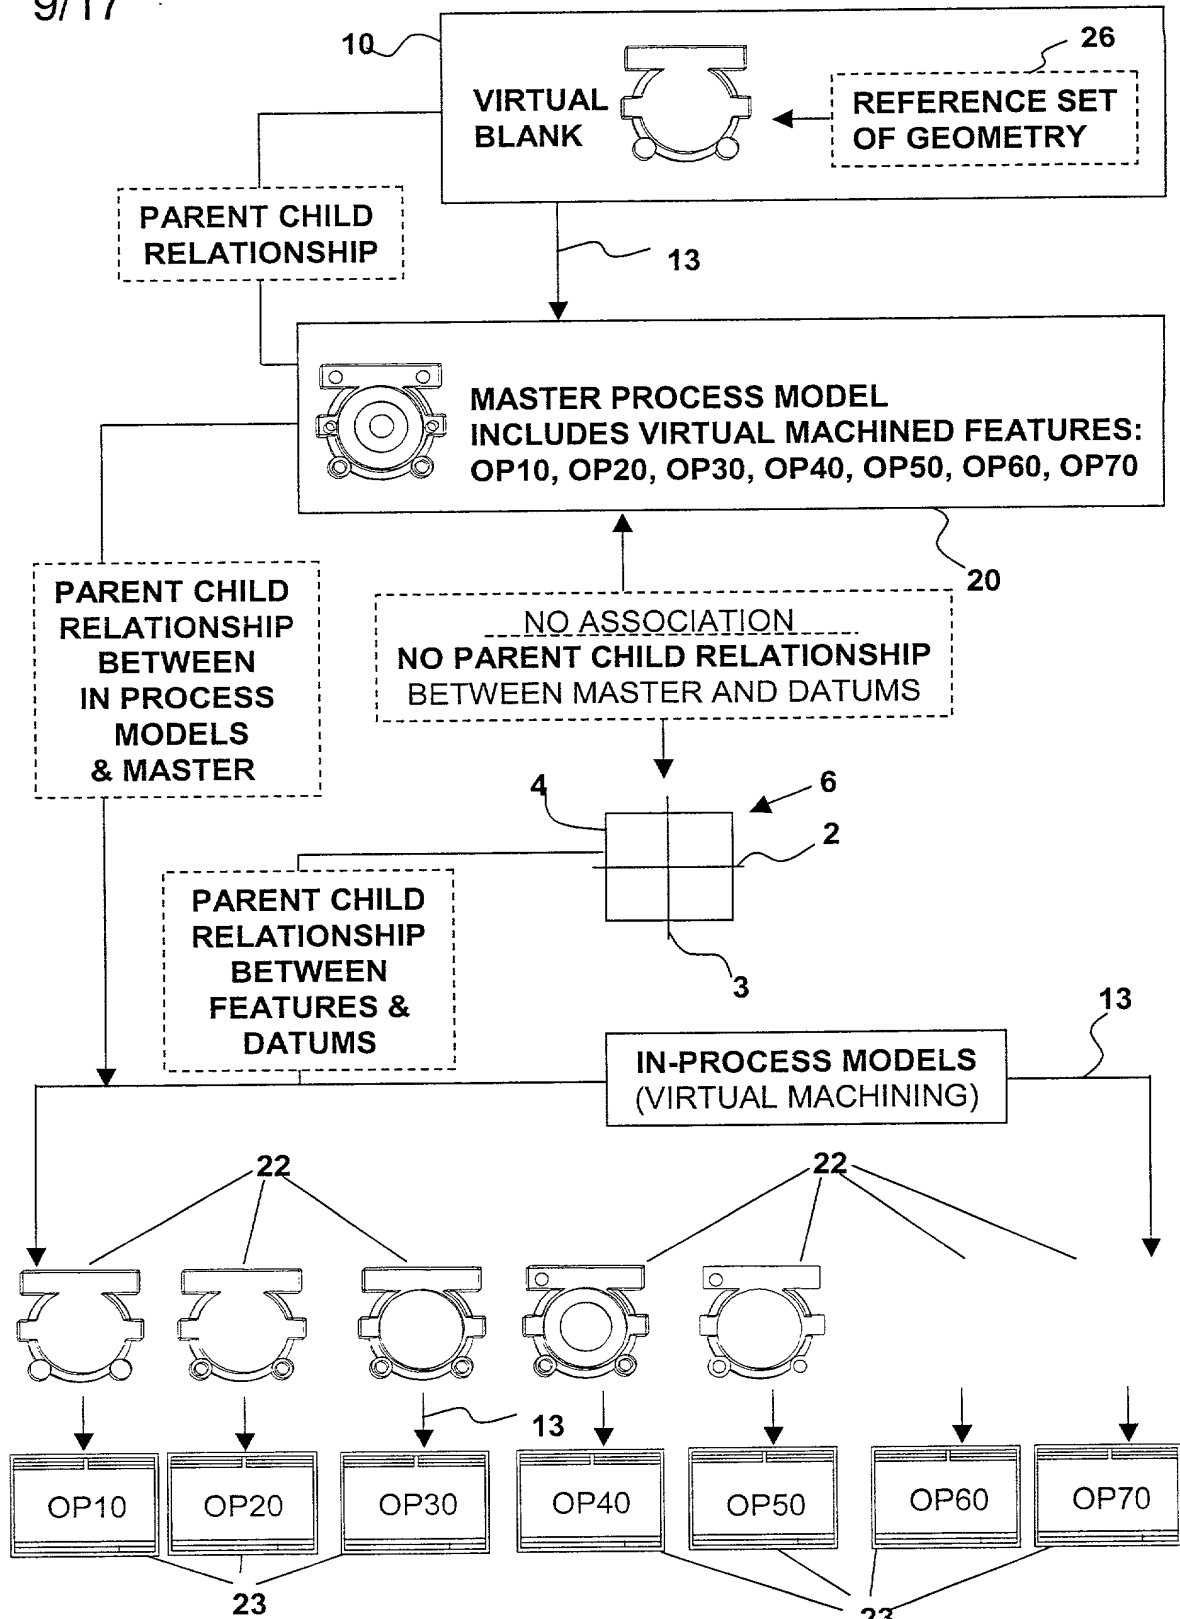 9/17
10
26
VIRTUAL
BLANK
REFERENCE SET
OF GEOMETRY
PARENT CHILD
RELATIONSHIP
13
MASTER PROCESS MODEL
INCLUDES VIRTUAL MACHINED FEATURES:
OP10, OP20, OP30, OP40, OP50, OP60, OP70
20
PARENT CHILD
RELATIONSHIP
BETWEEN
IN PROCESS
MODELS
& MASTER
NO ASSOCIATION
NO PARENT CHILD RELATIONSHIP
BETWEEN MASTER AND DATUMS
4
6
2
3
PARENT CHILD
RELATIONSHIP
BETWEEN
FEATURES &
DATUMS
13
IN-PROCESS MODELS
(VIRTUAL MACHINING)
22
22
13
OP10
OP20
OP30
OP40
OP50
OP60
OP70
23
23